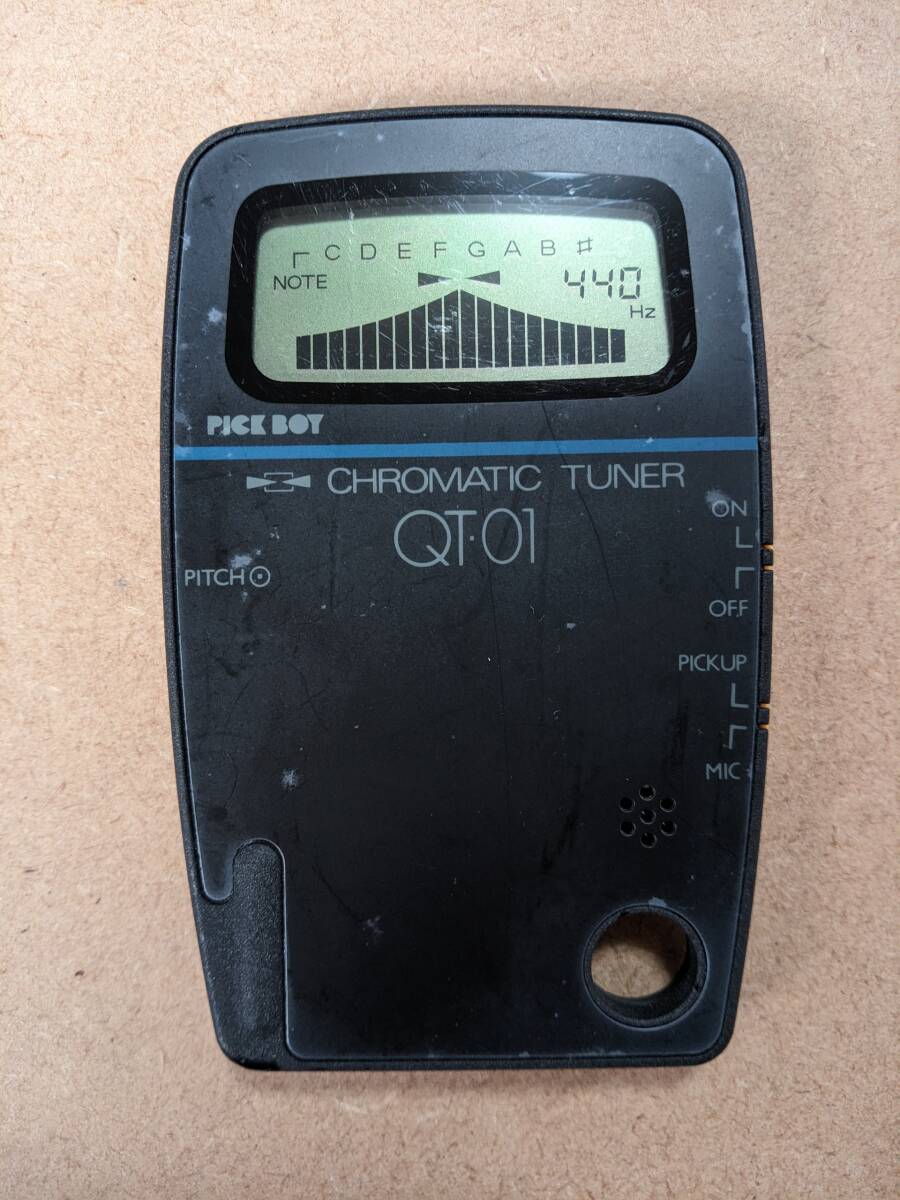 C D E F G A B ♯
NOTE
440
Hz
PICK BOY
CHROMATIC TUNER
QT·01
ON
PITCH
OFF
PICKUP
MIC